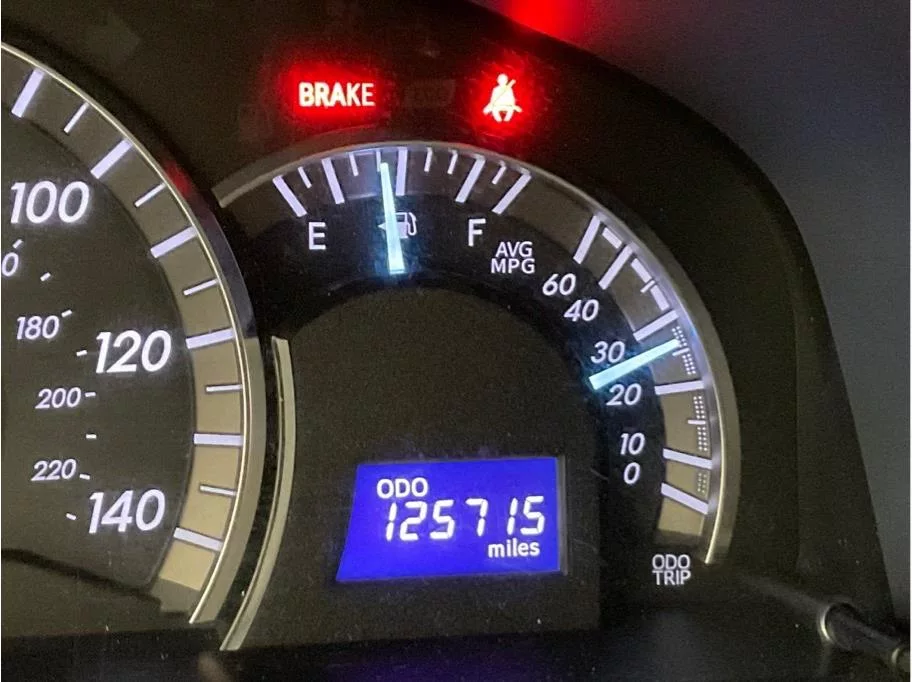 BRAKE
100
120
140
180
200
220
E
F
AVG
MPG
60
40
30
20
10
0
ODO
125715
miles
ODO
TRIP